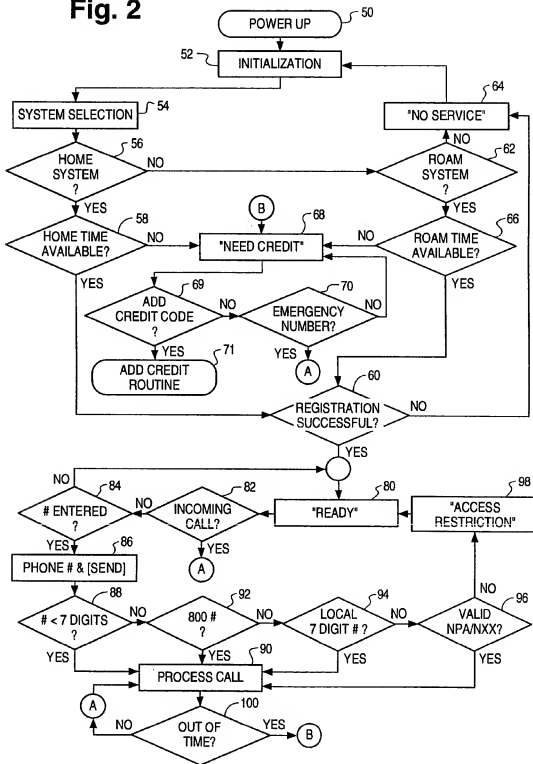 Fig. 2
POWER UP
50
52
INITIALIZATION
SYSTEM SELECTION
54
64
"NO SERVICE"
HOME
SYSTEM
?
56
NO
YES
NO
ROAM
SYSTEM
?
62
YES
HOME TIME
AVAILABLE?
58
NO
YES
B
"NEED CREDIT"
68
NO
ROAM TIME
AVAILABLE?
66
YES
ADD
CREDIT CODE
?
69
NO
YES
EMERGENCY
NUMBER?
70
NO
YES
A
ADD CREDIT
ROUTINE
71
REGISTRATION
SUCCESSFUL?
60
NO
YES
NO
# ENTERED
?
84
YES
NO
INCOMING
CALL?
82
YES
A
"READY"
80
"ACCESS
RESTRICTION"
98
PHONE # & [SEND]
86
# < 7 DIGITS
?
88
NO
YES
800 #
?
92
NO
YES
LOCAL
7 DIGIT # ?
94
NO
YES
NO
VALID
NPA/NXX?
96
YES
PROCESS CALL
90
A
NO
OUT OF
TIME?
100
YES
B